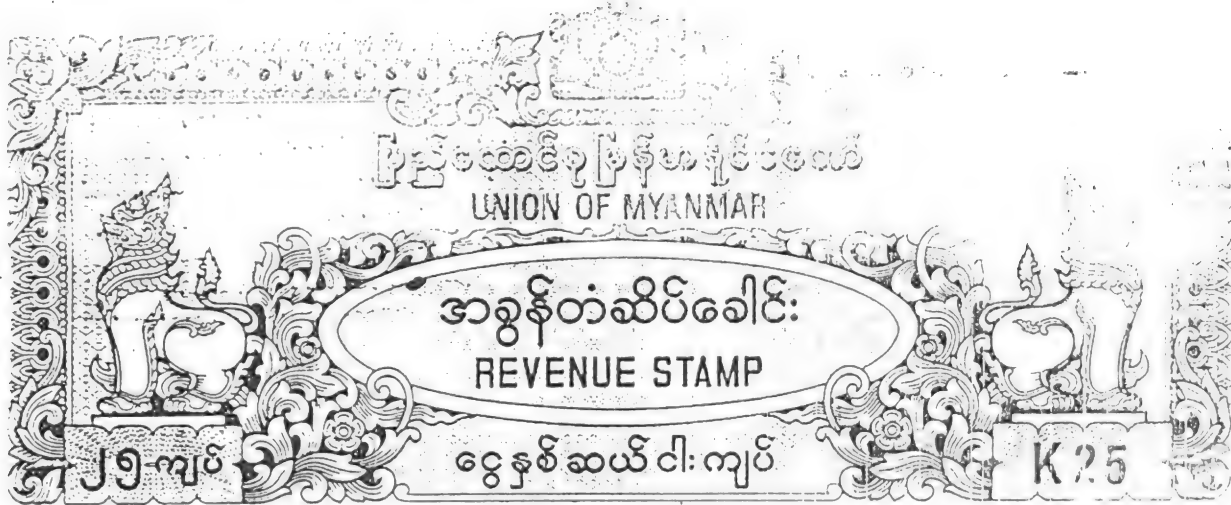 ပြည်ထောင်စုမြန်မာနိုင်ငံတော်
UNION OF MYANMAR
အခွန်တံဆိပ်ခေါင်း
REVENUE STAMP
၂၅-ကျပ်
ငွေနှစ်ဆယ်ငါးကျပ်
K 25